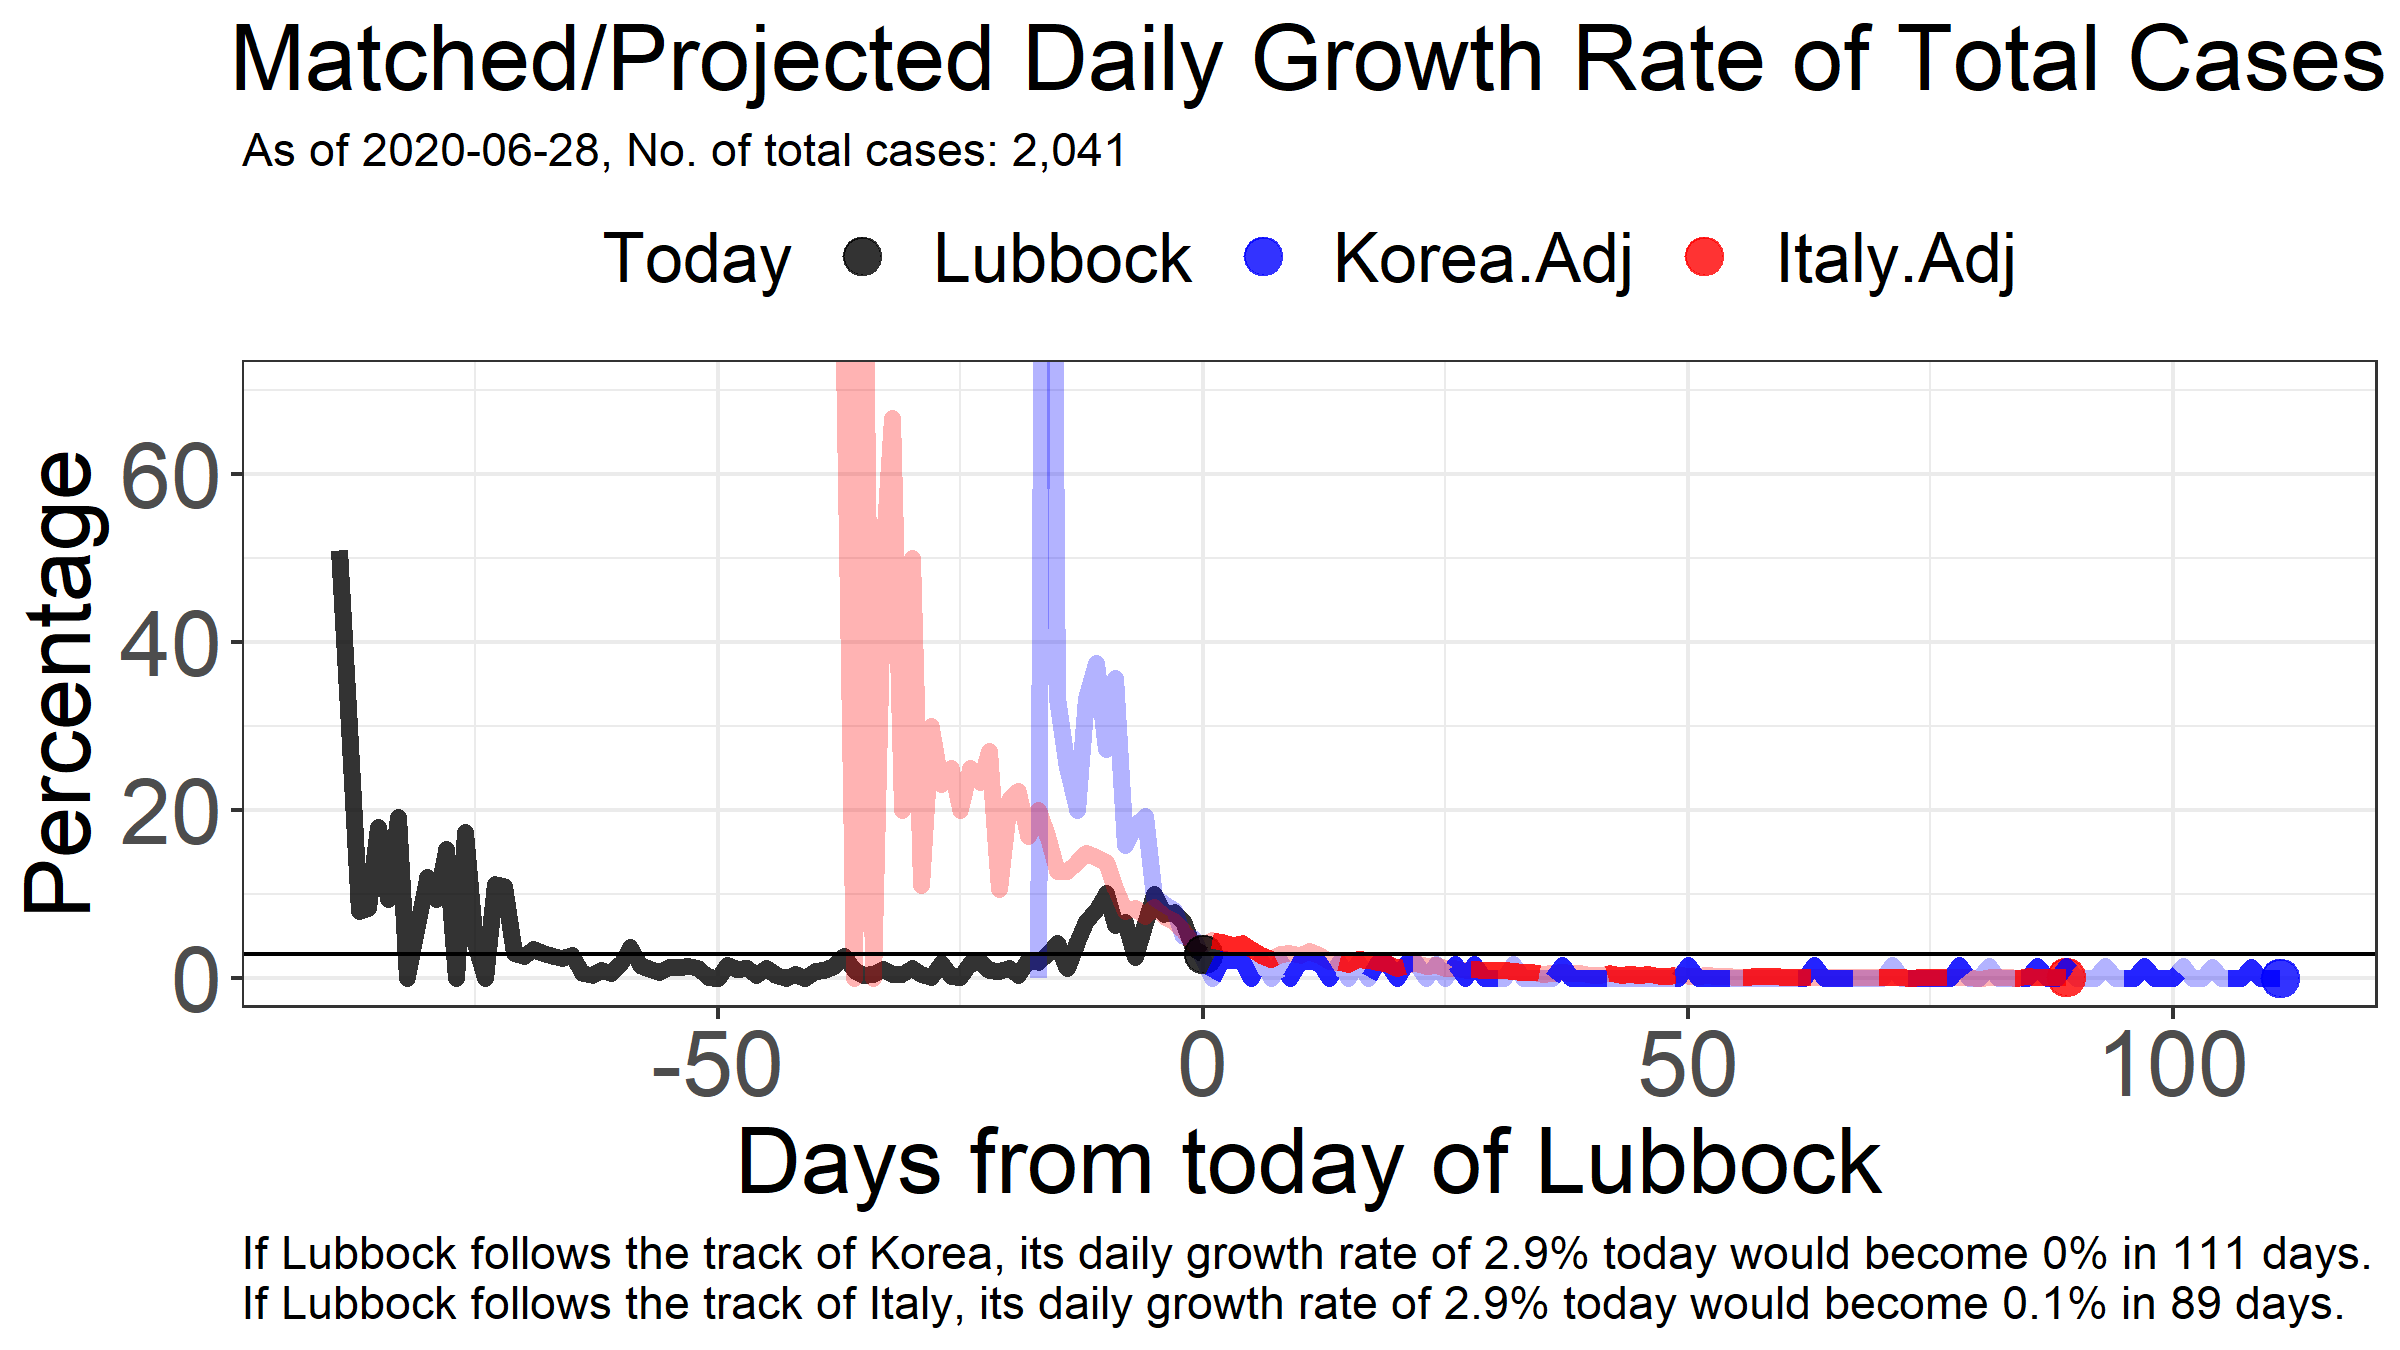 Matched/Projected Daily Growth Rate of Total Cases
As of 2020-06-28, No. of total cases: 2,041
Today Lubbock Korea.Adj Italy.Adj
Percentage
60
40
20
0
-50 0 50 100
Days from today of Lubbock
If Lubbock follows the track of Korea, its daily growth rate of 2.9% today would become 0% in 111 days.
If Lubbock follows the track of Italy, its daily growth rate of 2.9% today would become 0.1% in 89 days.